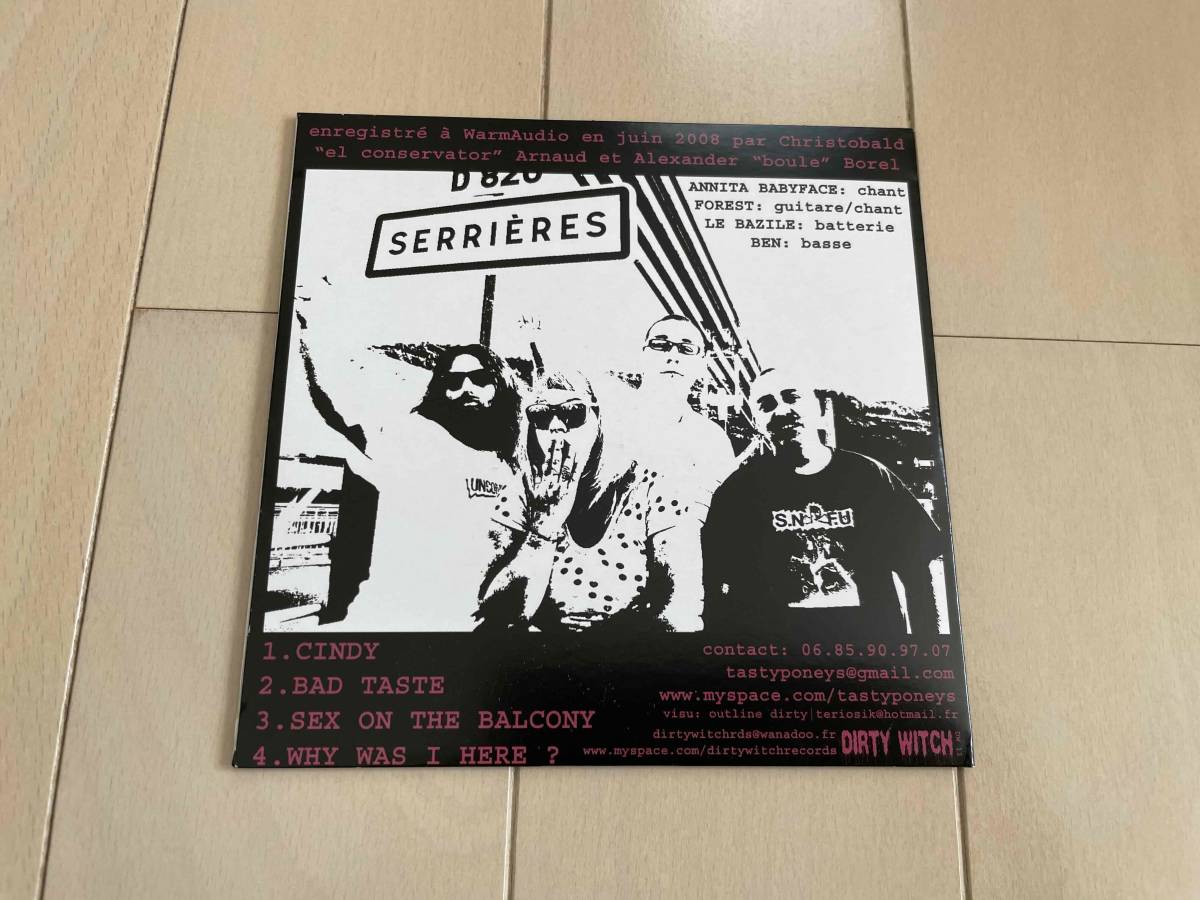 enregistré à WarmAudio en juin 2008 par Christobald
"el conservator" Arnaud et Alexander "boule" Borel
D 820
SERRIÈRES
ANNITA BABYFACE: chant
FOREST: guitare/chant
LE BAZILE: batterie
BEN: basse
S.N.F.U
1.CINDY
2.BAD TASTE
3.SEX ON THE BALCONY
4.WHY WAS I HERE ?
contact: 06.85.90.97.07
tastyponeys@gmail.com
www.myspace.com/tastyponeys
visu: outline dirty|teriosik@hotmail.fr
dirtywitchrds@wanadoo.fr
www.myspace.com/dirtywitchrecords
DIRTY WITCH